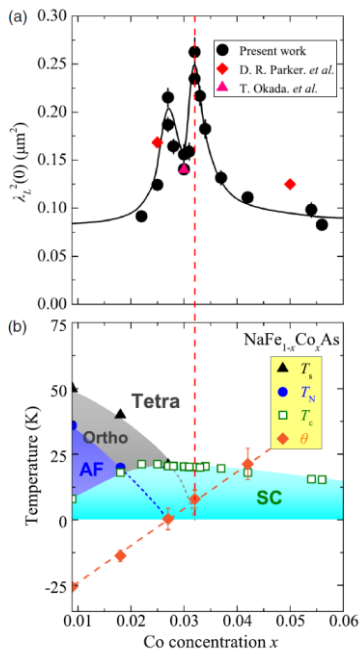 (a)
0.30
0.25
0.20
0.15
0.10
0.05
0.00
λL²(0) (μm²)
Present work
D. R. Parker. et al.
T. Okada. et al.
(b)
75
50
25
0
-25
Temperature (K)
NaFe1-xCoxAs
Ts
TN
Tc
θ
Tetra
Ortho
AF
SC
0.01 0.02 0.03 0.04 0.05 0.06
Co concentration x